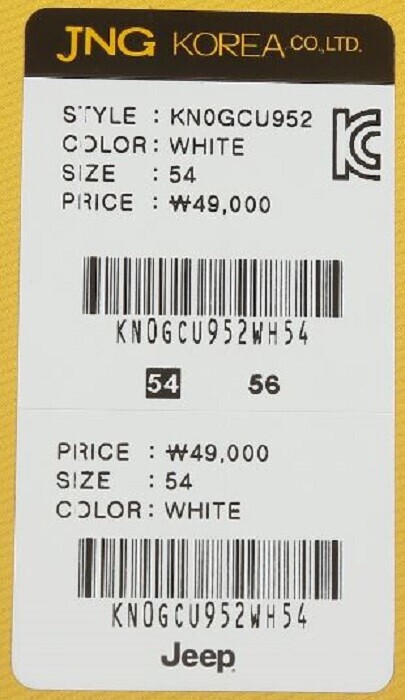 JNG KOREA CO.,LTD.
STYLE : KN0GCU952
COLOR : WHITE
SIZE : 54
PRICE : ₩49,000
KN0GCU952WH54
54 56
PRICE : ₩49,000
SIZE : 54
COLOR : WHITE
KN0GCU952WH54
Jeep